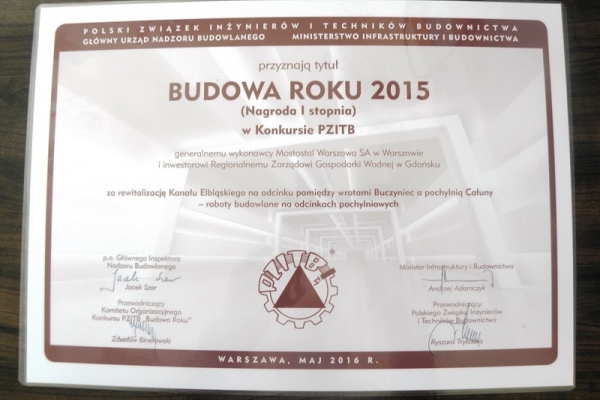 POLSKI ZWIĄZEK INŻYNIERÓW I TECHNIKÓW BUDOWNICTWA
GŁÓWNY URZĄD NADZORU BUDOWLANEGO MINISTERSTWO INFRASTRUKTURY I BUDOWNICTWA
przyznają tytuł
BUDOWA ROKU 2015
(Nagroda I stopnia)
w Konkursie PZITB
generalnemu wykonawcy Mostostal Warszawa SA w Warszawie
i inwestorowi Regionalnemu Zarządowi Gospodarki Wodnej w Gdańsku
za rewitalizację Kanału Elbląskiego na odcinku pomiędzy wrotami Buczyniec a pochylnią Całuny
– roboty budowlane na odcinkach pochylniowych
p.o. Głównego Inspektora
Nadzoru Budowlanego
Jacek Szer
Przewodniczący
Komitetu Organizacyjnego
Konkursu PZITB „Budowa Roku”
Zdzisław Binerowski
PZITB
Minister Infrastruktury i Budownictwa
Andrzej Adamczyk
Przewodniczący
Polskiego Związku Inżynierów
i Techników Budownictwa
Ryszard Trykosko
WARSZAWA, MAJ 2016 R.